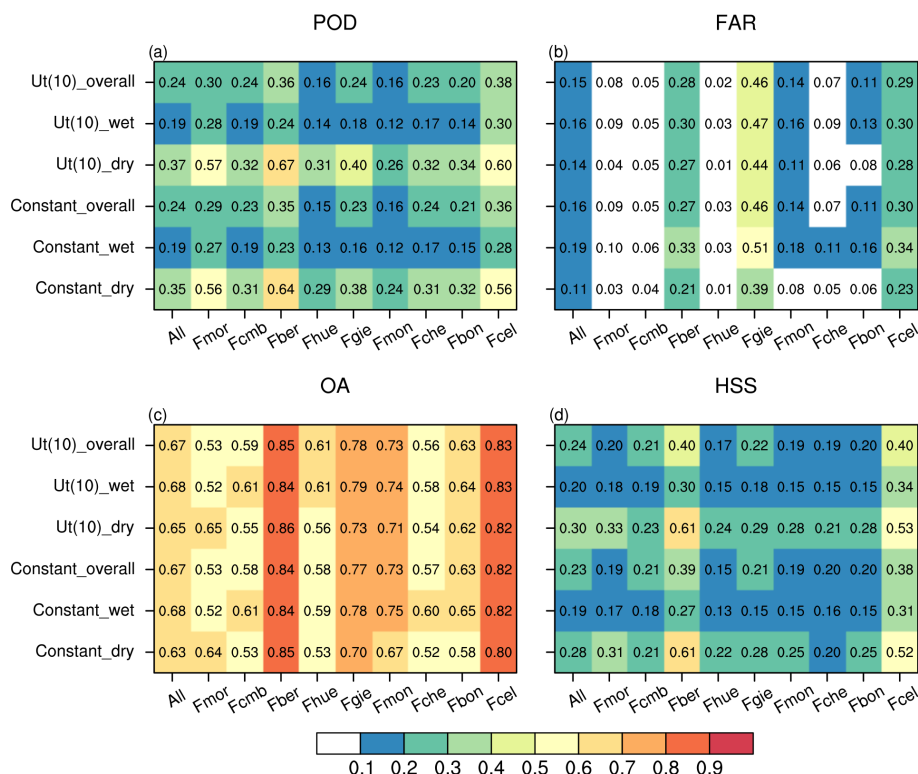 POD
FAR
(a)
(b)
Ut(10)_overall 0.24 0.30 0.24 0.36 0.16 0.24 0.16 0.23 0.20 0.38 0.15 0.08 0.05 0.28 0.02 0.46 0.14 0.07 0.11 0.29
Ut(10)_wet 0.19 0.28 0.19 0.24 0.14 0.18 0.12 0.17 0.14 0.30 0.16 0.09 0.05 0.30 0.03 0.47 0.16 0.09 0.13 0.30
Ut(10)_dry 0.37 0.57 0.32 0.67 0.31 0.40 0.26 0.32 0.34 0.60 0.14 0.04 0.05 0.27 0.01 0.44 0.11 0.06 0.08 0.28
Constant_overall 0.24 0.29 0.23 0.35 0.15 0.23 0.16 0.24 0.21 0.36 0.16 0.09 0.05 0.27 0.03 0.46 0.14 0.07 0.11 0.30
Constant_wet 0.19 0.27 0.19 0.23 0.13 0.16 0.12 0.17 0.15 0.28 0.19 0.10 0.06 0.33 0.03 0.51 0.18 0.11 0.16 0.34
Constant_dry 0.35 0.56 0.31 0.64 0.29 0.38 0.24 0.31 0.32 0.56 0.11 0.03 0.04 0.21 0.01 0.39 0.08 0.05 0.06 0.23
All Fmor Fcmb Fber Fhue Fgie Fmon Fche Fbon Fcel All Fmor Fcmb Fber Fhue Fgie Fmon Fche Fbon Fcel
OA
HSS
(c)
(d)
Ut(10)_overall 0.67 0.53 0.59 0.85 0.61 0.78 0.73 0.56 0.63 0.83 0.24 0.20 0.21 0.40 0.17 0.22 0.19 0.19 0.20 0.40
Ut(10)_wet 0.68 0.52 0.61 0.84 0.61 0.79 0.74 0.58 0.64 0.83 0.20 0.18 0.19 0.30 0.15 0.18 0.15 0.15 0.15 0.34
Ut(10)_dry 0.65 0.65 0.55 0.86 0.56 0.73 0.71 0.54 0.62 0.82 0.30 0.33 0.23 0.61 0.24 0.29 0.28 0.21 0.28 0.53
Constant_overall 0.67 0.53 0.58 0.84 0.58 0.77 0.73 0.57 0.63 0.82 0.23 0.19 0.21 0.39 0.15 0.21 0.19 0.20 0.20 0.38
Constant_wet 0.68 0.52 0.61 0.84 0.59 0.78 0.75 0.60 0.65 0.82 0.19 0.17 0.18 0.27 0.13 0.15 0.15 0.16 0.15 0.31
Constant_dry 0.63 0.64 0.53 0.85 0.53 0.70 0.67 0.52 0.58 0.80 0.28 0.31 0.21 0.61 0.22 0.28 0.25 0.20 0.25 0.52
All Fmor Fcmb Fber Fhue Fgie Fmon Fche Fbon Fcel All Fmor Fcmb Fber Fhue Fgie Fmon Fche Fbon Fcel
0.1 0.2 0.3 0.4 0.5 0.6 0.7 0.8 0.9